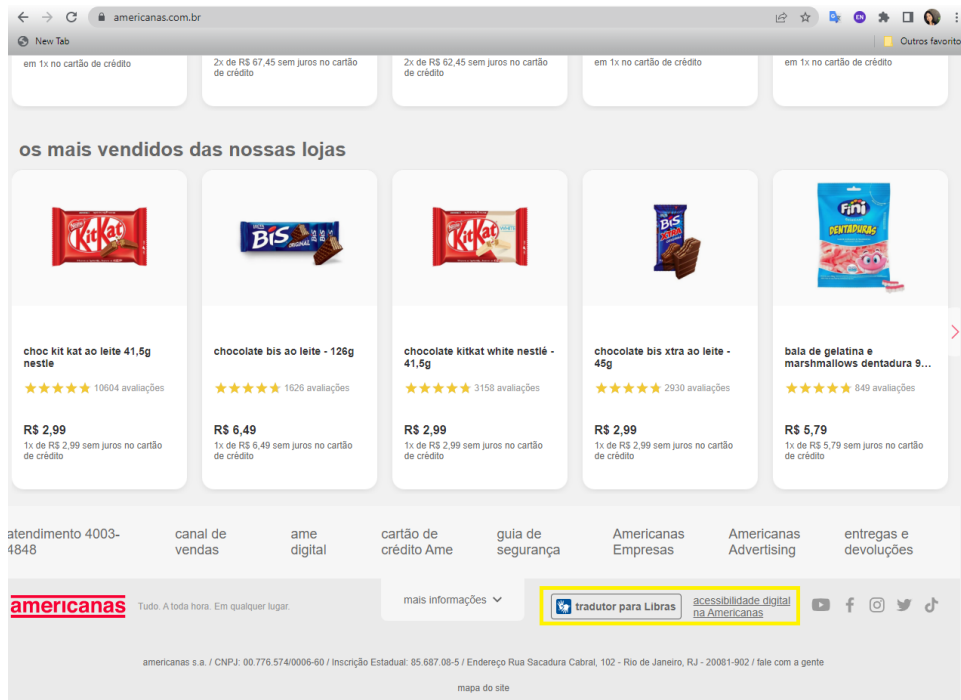 americanas.com.br
EN
New Tab
Outros favorito
em 1x no cartão de crédito
2x de R$ 67,45 sem juros no cartão
de crédito
2x de R$ 62,45 sem juros no cartão
de crédito
em 1x no cartão de crédito
em 1x no cartão de crédito
os mais vendidos das nossas lojas
KitKat
BIS
ORIGINAL
KitKat
WHITE
BIS
XTRA
Fini
DENTADURAS
choc kit kat ao leite 41,5g
nestle
10604 avaliações
R$ 2,99
1x de R$ 2,99 sem juros no cartão
de crédito
chocolate bis ao leite - 126g
1626 avaliações
R$ 6,49
1x de R$ 6,49 sem juros no cartão
de crédito
chocolate kitkat white nestlé -
41,5g
3158 avaliações
R$ 2,99
1x de R$ 2,99 sem juros no cartão
de crédito
chocolate bis xtra ao leite -
45g
2930 avaliações
R$ 2,99
1x de R$ 2,99 sem juros no cartão
de crédito
bala de gelatina e
marshmallows dentadura 9...
849 avaliações
R$ 5,79
1x de R$ 5,79 sem juros no cartão
de crédito
atendimento 4003-
4848
canal de
vendas
ame
digital
cartão de
crédito Ame
guia de
segurança
Americanas
Empresas
Americanas
Advertising
entregas e
devoluções
americanas
Tudo. A toda hora. Em qualquer lugar.
mais informações
tradutor para Libras
acessibilidade digital
na Americanas
americanas s.a. / CNPJ: 00.776.574/0006-60 / Inscrição Estadual: 85.687.08-5 / Endereço Rua Sacadura Cabral, 102 - Rio de Janeiro, RJ - 20081-902 / fale com a gente
mapa do site